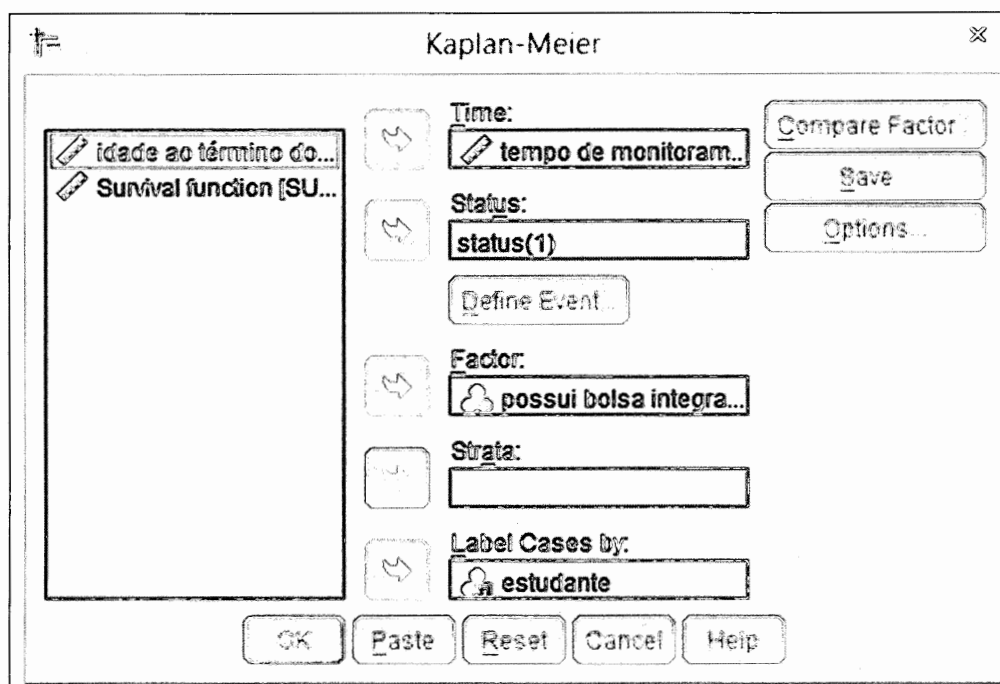 Kaplan-Meier
idade ao término do...
Survival function [SU...
Time:
tempo de monitoram..
Status:
status(1)
Define Event...
Factor:
possui bolsa integra...
Strata:
Label Cases by:
estudante
Compare Factor..
Save
Options...
OK
Paste
Reset
Cancel
Help